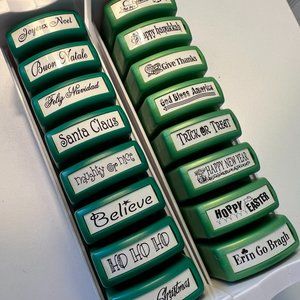 Joyeux Noel
Buon Natale
Feliz Navidad
Santa Claus
naughty or nice
Believe
HO HO HO
Christmas
Happy Hanukkah
Give Thanks
God Bless America
TRICK OR TREAT
HAPPY NEW YEAR
HOPPY EASTER
Erin Go Bragh